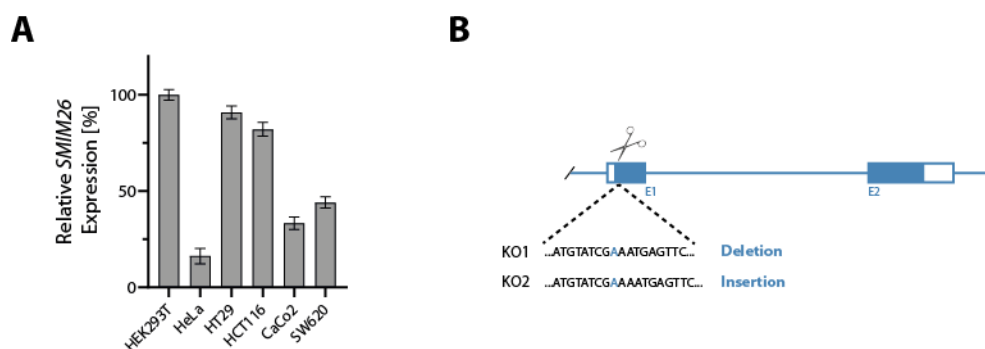 A
Relative SMIM26
Expression [%]
100
50
0
HEK293T
HeLa
HT29
HCT116
CaCo2
SW620
B
E1
E2
KO1 ...ATGTATCGAAATGAGTTC... Deletion
KO2 ...ATGTATCGAAAATGAGTTC... Insertion